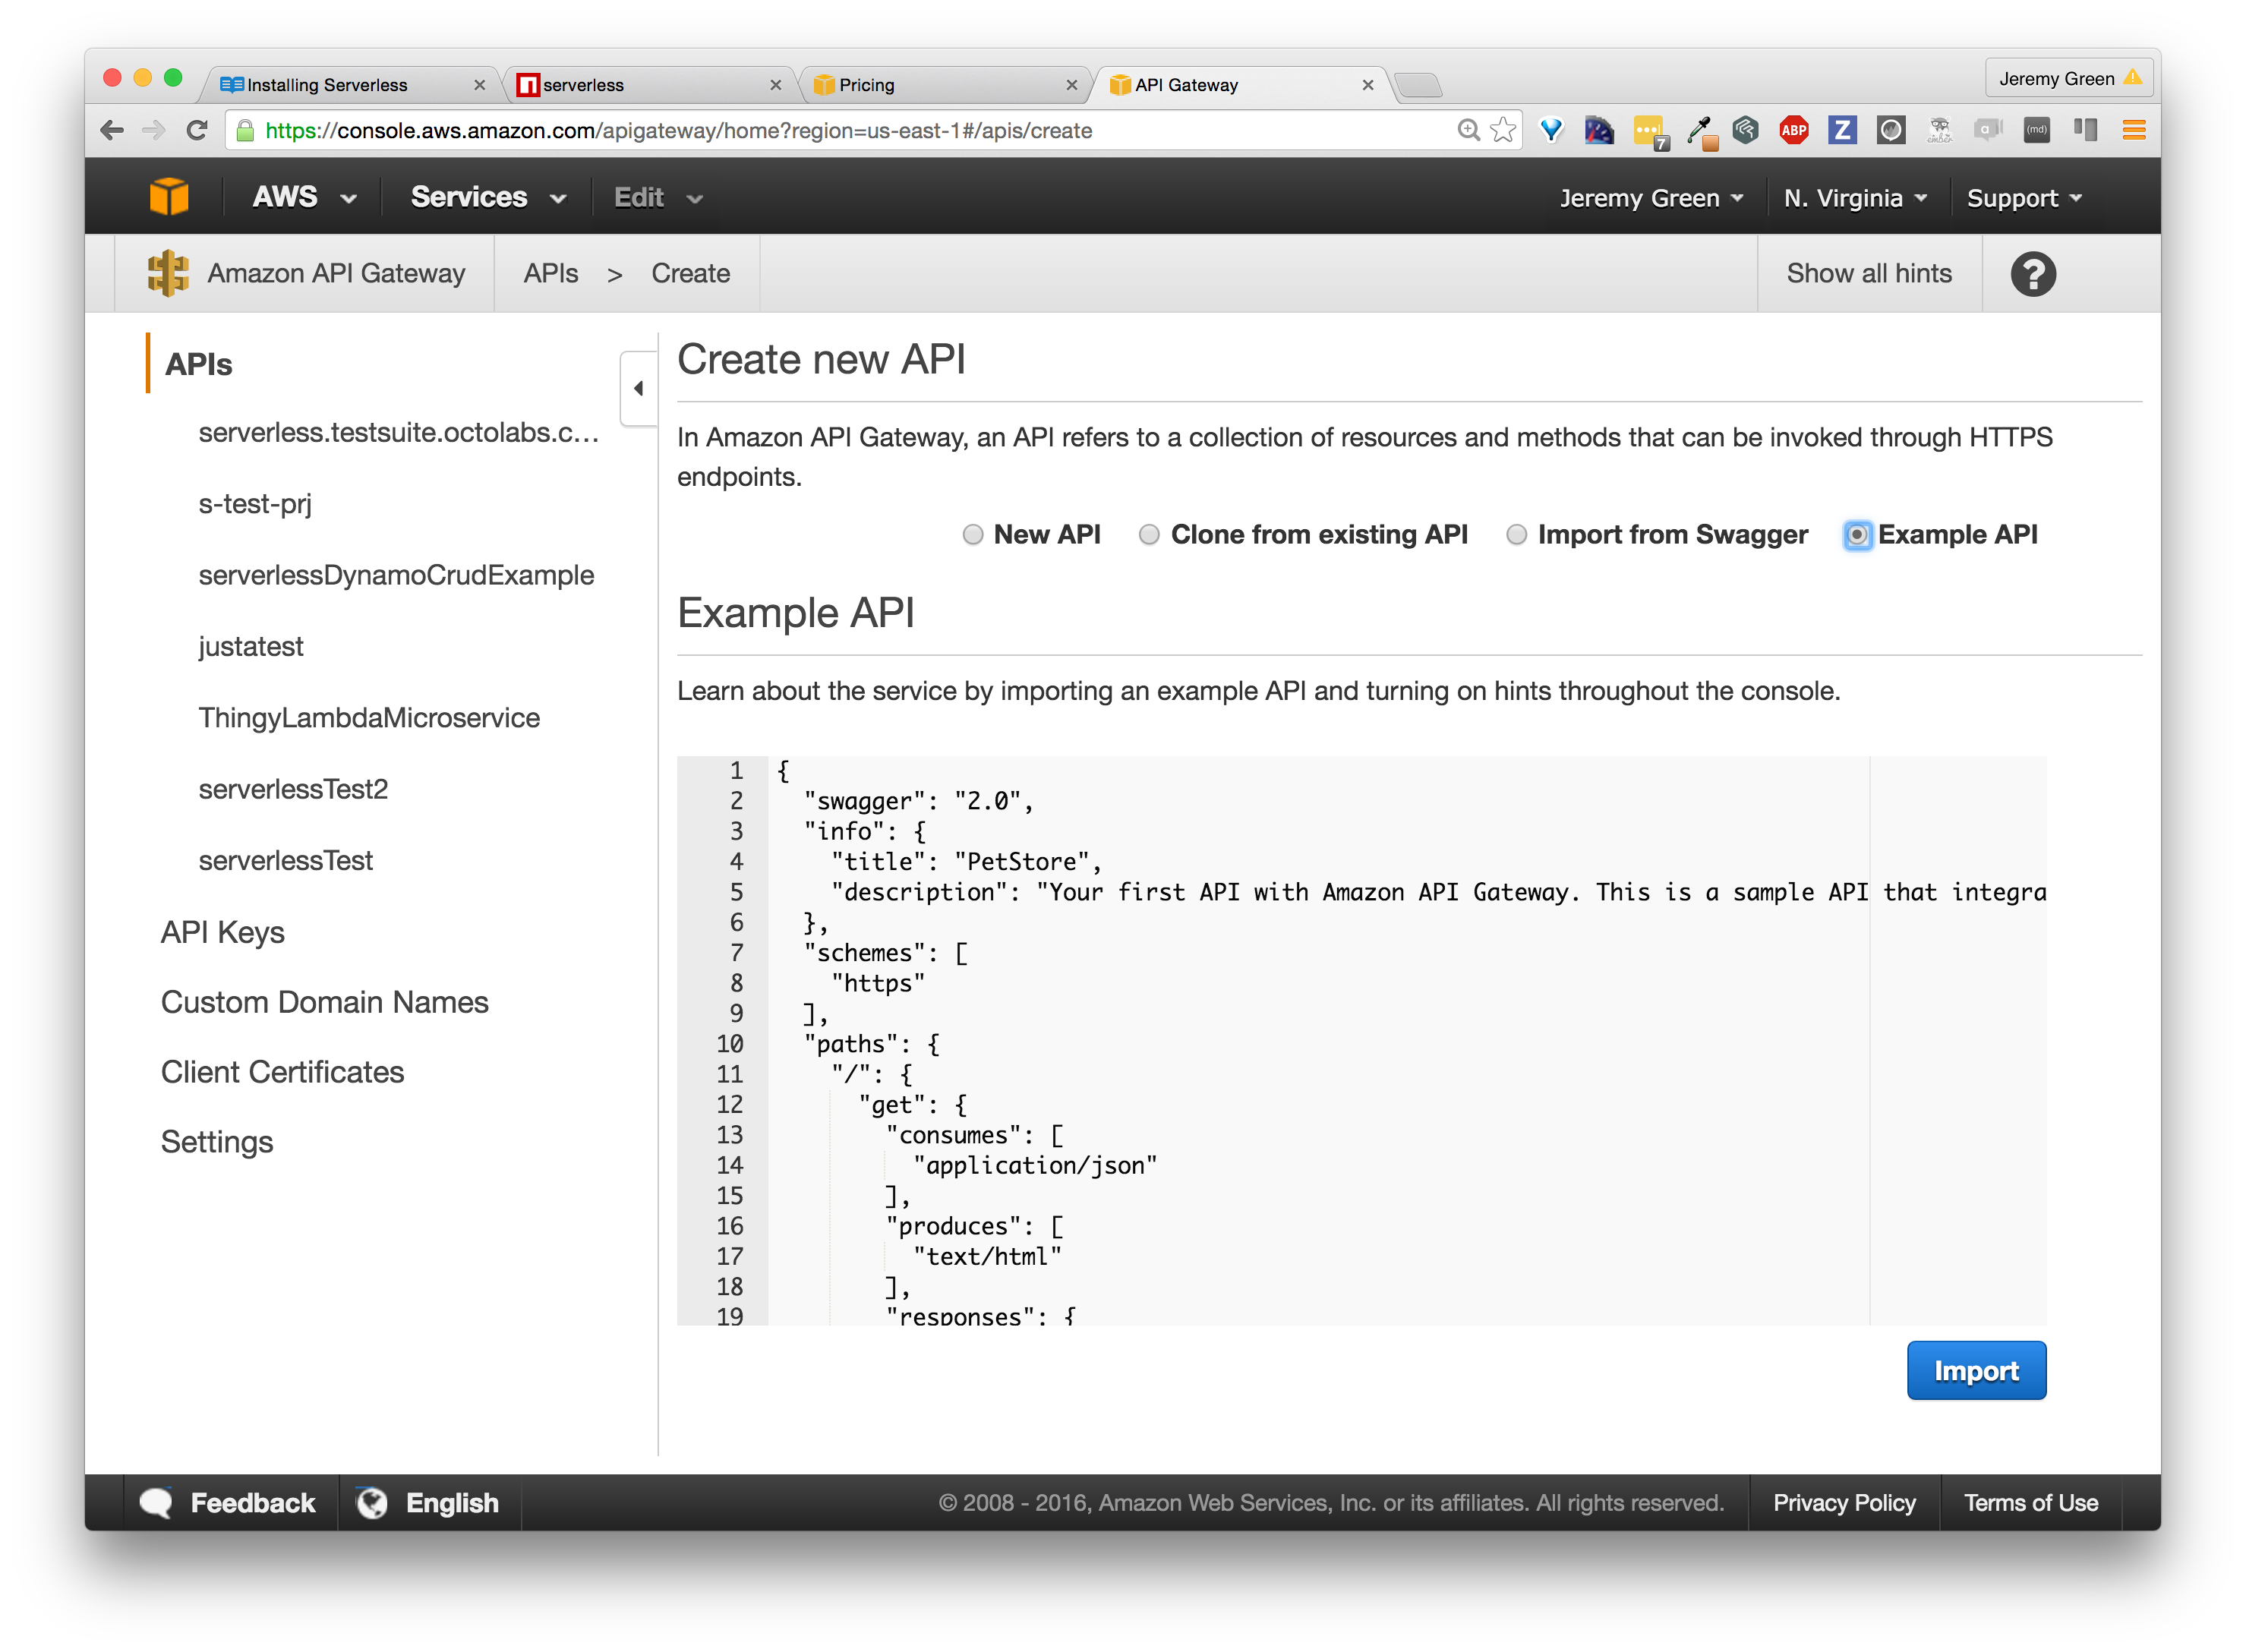 Installing Serverless
serverless
Pricing
API Gateway
Jeremy Green
https://console.aws.amazon.com/apigateway/home?region=us-east-1#/apis/create
7
ABP
Z
a
(md)
AWS
Services
Edit
Jeremy Green
N. Virginia
Support
Amazon API Gateway
APIs > Create
Show all hints
?
APIs
serverless.testsuite.octolabs.c...
s-test-prj
serverlessDynamoCrudExample
justatest
ThingyLambdaMicroservice
serverlessTest2
serverlessTest
API Keys
Custom Domain Names
Client Certificates
Settings
Create new API
In Amazon API Gateway, an API refers to a collection of resources and methods that can be invoked through HTTPS
endpoints.
New API
Clone from existing API
Import from Swagger
Example API
Example API
Learn about the service by importing an example API and turning on hints throughout the console.
1 {
2 "swagger": "2.0",
3 "info": {
4 "title": "PetStore",
5 "description": "Your first API with Amazon API Gateway. This is a sample API that integra
6 },
7 "schemes": [
8 "https"
9 ],
10 "paths": {
11 "/": {
12 "get": {
13 "consumes": [
14 "application/json"
15 ],
16 "produces": [
17 "text/html"
18 ],
19 "responses": {
Import
Feedback
English
© 2008 - 2016, Amazon Web Services, Inc. or its affiliates. All rights reserved.
Privacy Policy
Terms of Use